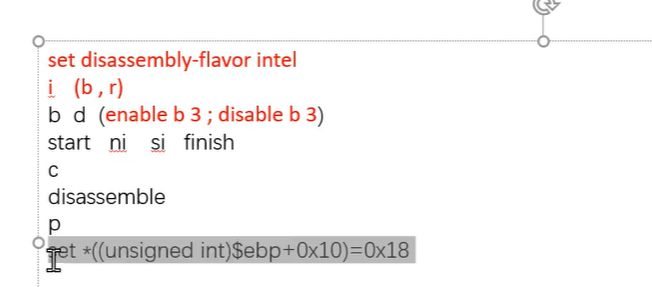 set disassembly-flavor intel
i (b , r)
b d (enable b 3 ; disable b 3)
start ni si finish
c
disassemble
p
set *((unsigned int)$ebp+0x10)=0x18